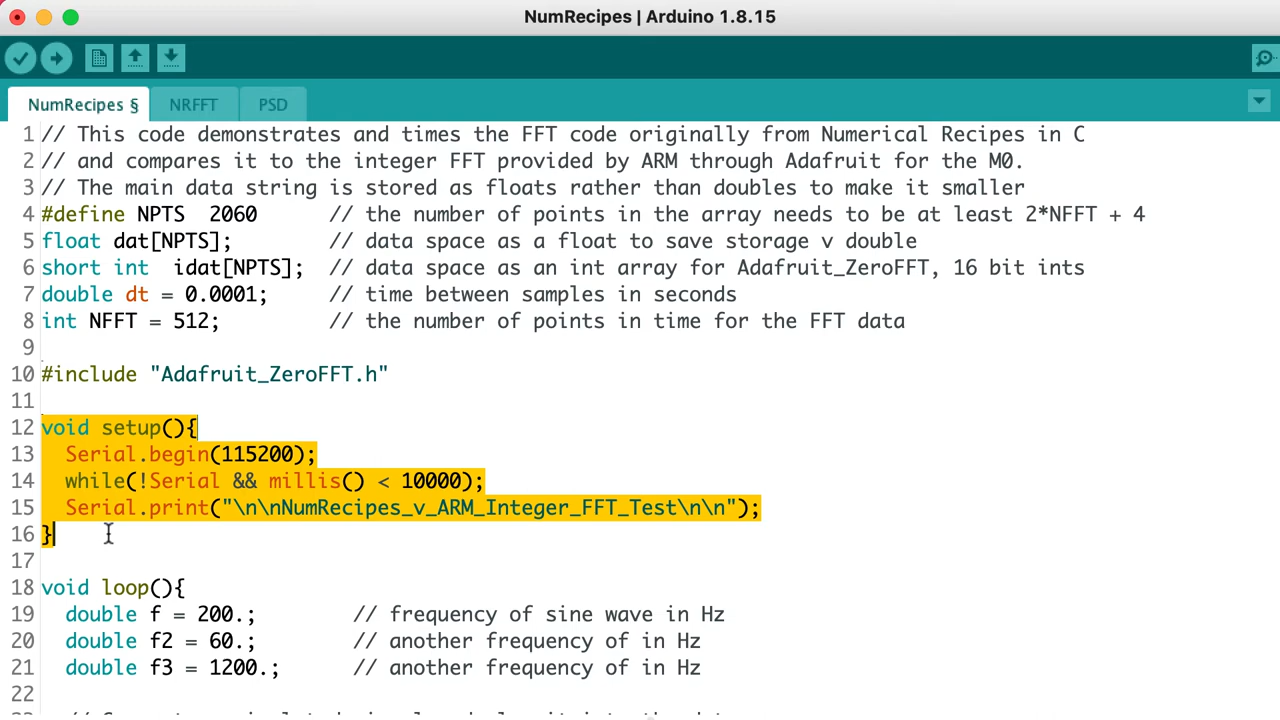 NumRecipes | Arduino 1.8.15
NumRecipes § NRFFT PSD
1 // This code demonstrates and times the FFT code originally from Numerical Recipes in C
2 // and compares it to the integer FFT provided by ARM through Adafruit for the M0.
3 // The main data string is stored as floats rather than doubles to make it smaller
4 #define NPTS 2060 // the number of points in the array needs to be at least 2*NFFT + 4
5 float dat[NPTS]; // data space as a float to save storage v double
6 short int idat[NPTS]; // data space as an int array for Adafruit_ZeroFFT, 16 bit ints
7 double dt = 0.0001; // time between samples in seconds
8 int NFFT = 512; // the number of points in time for the FFT data
9
10 #include "Adafruit_ZeroFFT.h"
11
12 void setup(){
13 Serial.begin(115200);
14 while(!Serial && millis() < 10000);
15 Serial.print("\n\nNumRecipes_v_ARM_Integer_FFT_Test\n\n");
16 }
17
18 void loop(){
19 double f = 200.; // frequency of sine wave in Hz
20 double f2 = 60.; // another frequency of in Hz
21 double f3 = 1200.; // another frequency of in Hz
22